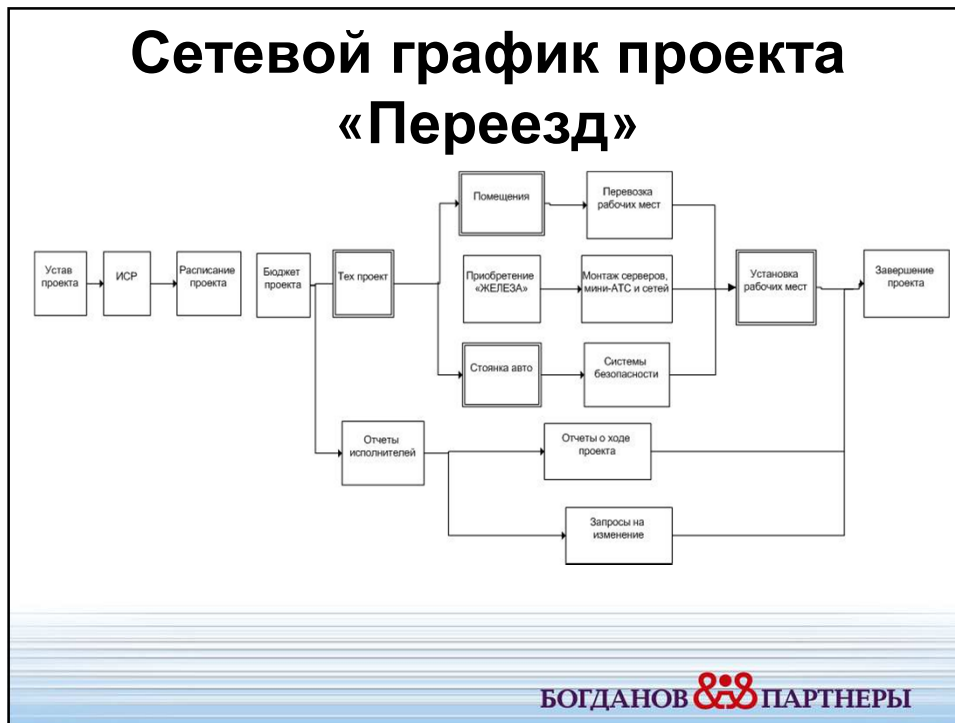 Сетевой график проекта
«Переезд»
Помещения
Перевозка
рабочих мест
Устав
проекта
ИСР
Расписание
проекта
Бюджет
проекта
Тех проект
Приобретение
«ЖЕЛЕЗА»
Монтаж серверов,
мини-АТС и сетей
Установка
рабочих мест
Завершение
проекта
Стоянка авто
Системы
безопасности
Отчеты
исполнителей
Отчеты о ходе
проекта
Запросы на
изменение
БОГДАНОВ ПАРТНЕРЫ